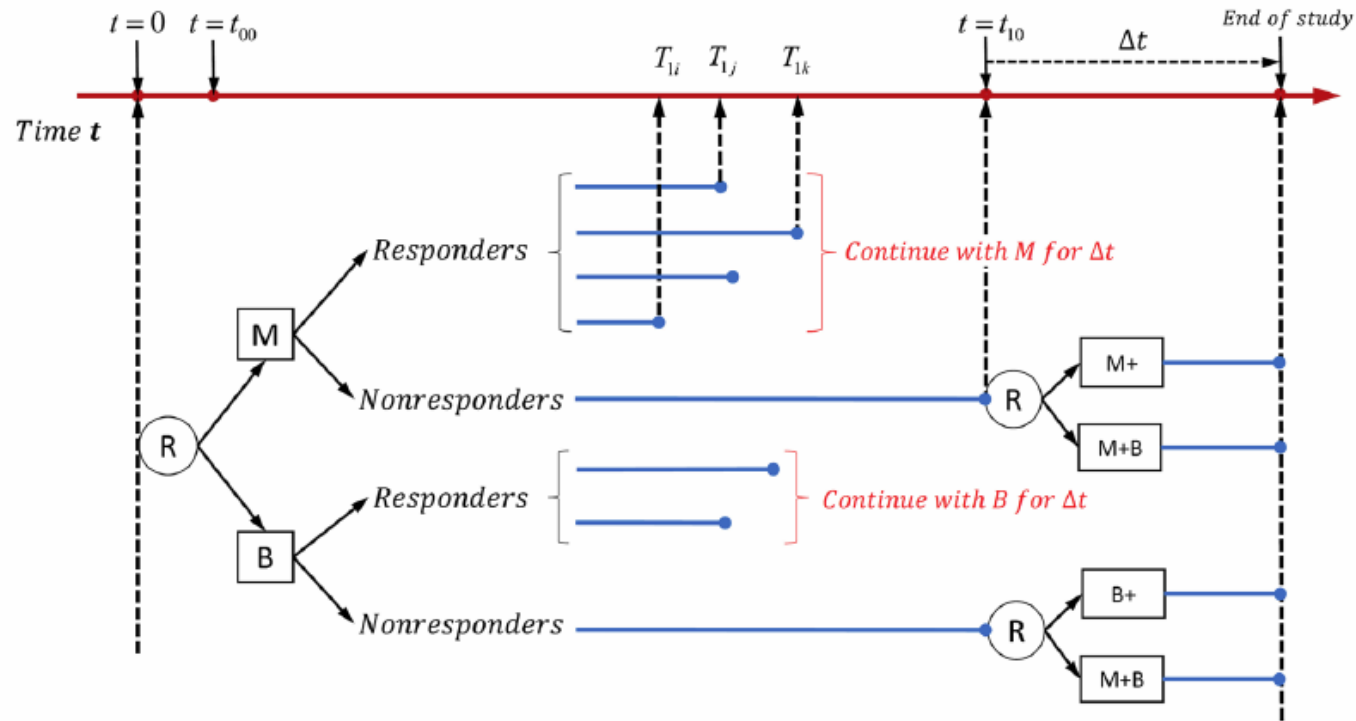 t = 0
t = t₀₀
T₁ᵢ
T₁ⱼ
T₁ₖ
t = t₁₀
Δt
End of study
Time t
Responders
Continue with M for Δt
M
Nonresponders
R
M+
M+B
R
Responders
Continue with B for Δt
B
Nonresponders
R
B+
M+B